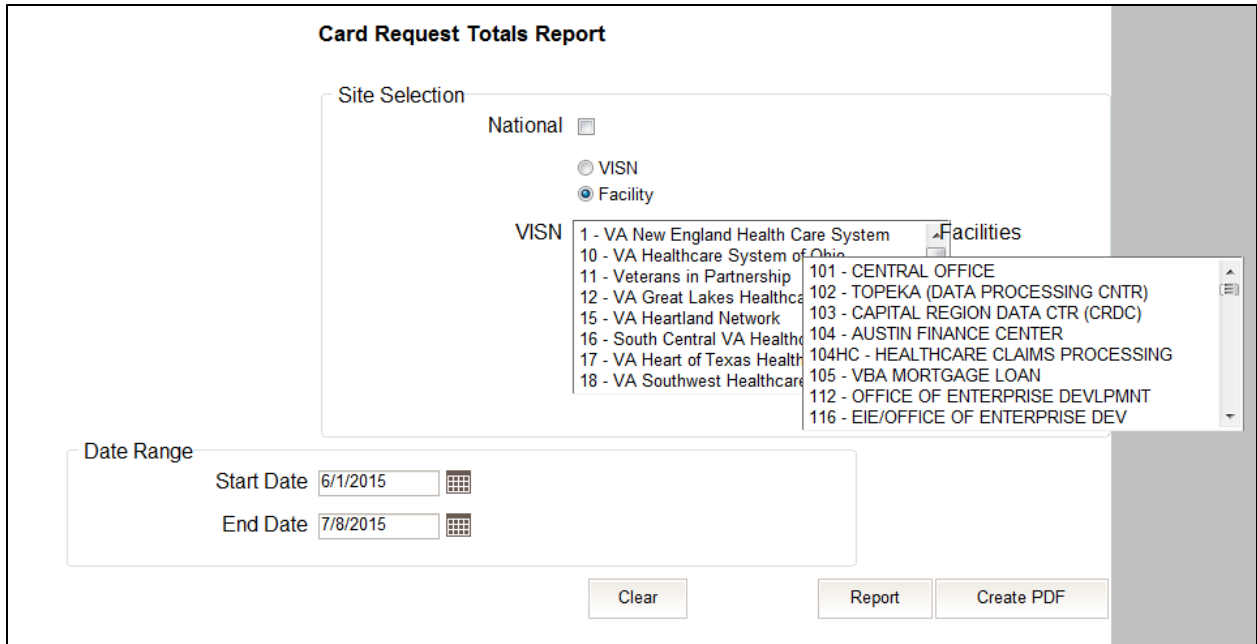 Card Request Totals Report
Site Selection
National
VISN
Facility
VISN
1 - VA New England Health Care System
10 - VA Healthcare System of Ohio
11 - Veterans in Partnership
12 - VA Great Lakes Healthca
15 - VA Heartland Network
16 - South Central VA Healthc
17 - VA Heart of Texas Health
18 - VA Southwest Healthcare
Facilities
101 - CENTRAL OFFICE
102 - TOPEKA (DATA PROCESSING CNTR)
103 - CAPITAL REGION DATA CTR (CRDC)
104 - AUSTIN FINANCE CENTER
104HC - HEALTHCARE CLAIMS PROCESSING
105 - VBA MORTGAGE LOAN
112 - OFFICE OF ENTERPRISE DEVLPMNT
116 - EIE/OFFICE OF ENTERPRISE DEV
Date Range
Start Date 6/1/2015
End Date 7/8/2015
Clear Report Create PDF